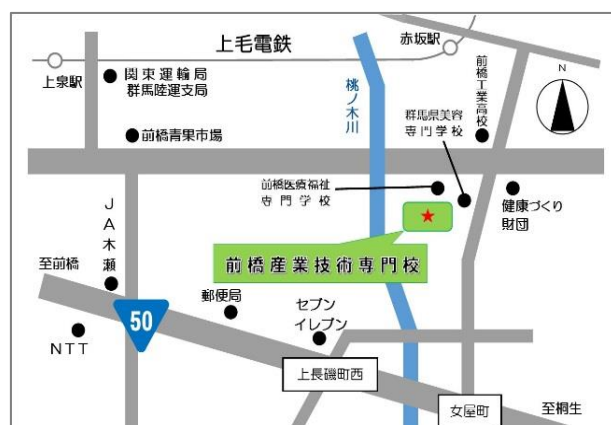 上毛電鉄
赤坂駅
上泉駅
関東運輸局
群馬陸運支局
前橋工業高校
N
桃ノ木川
群馬県美容
専門学校
前橋青果市場
前橋医療福祉
専門学校
健康づくり
財団
JA木瀬
前橋産業技術専門校
至前橋
50
郵便局
セブン
イレブン
NTT
上長磯町西
女屋町
至桐生